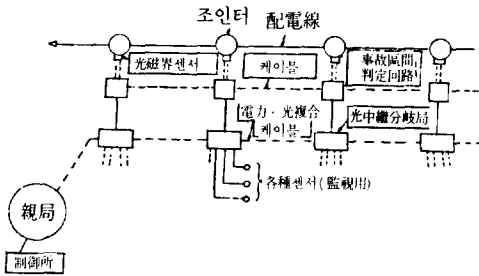 조인터
配電線
光磁界센서
케이블
事故區間
判定回路
電力·光複合
케이블
光中繼分岐局
各種센서(監視用)
親局
制御所